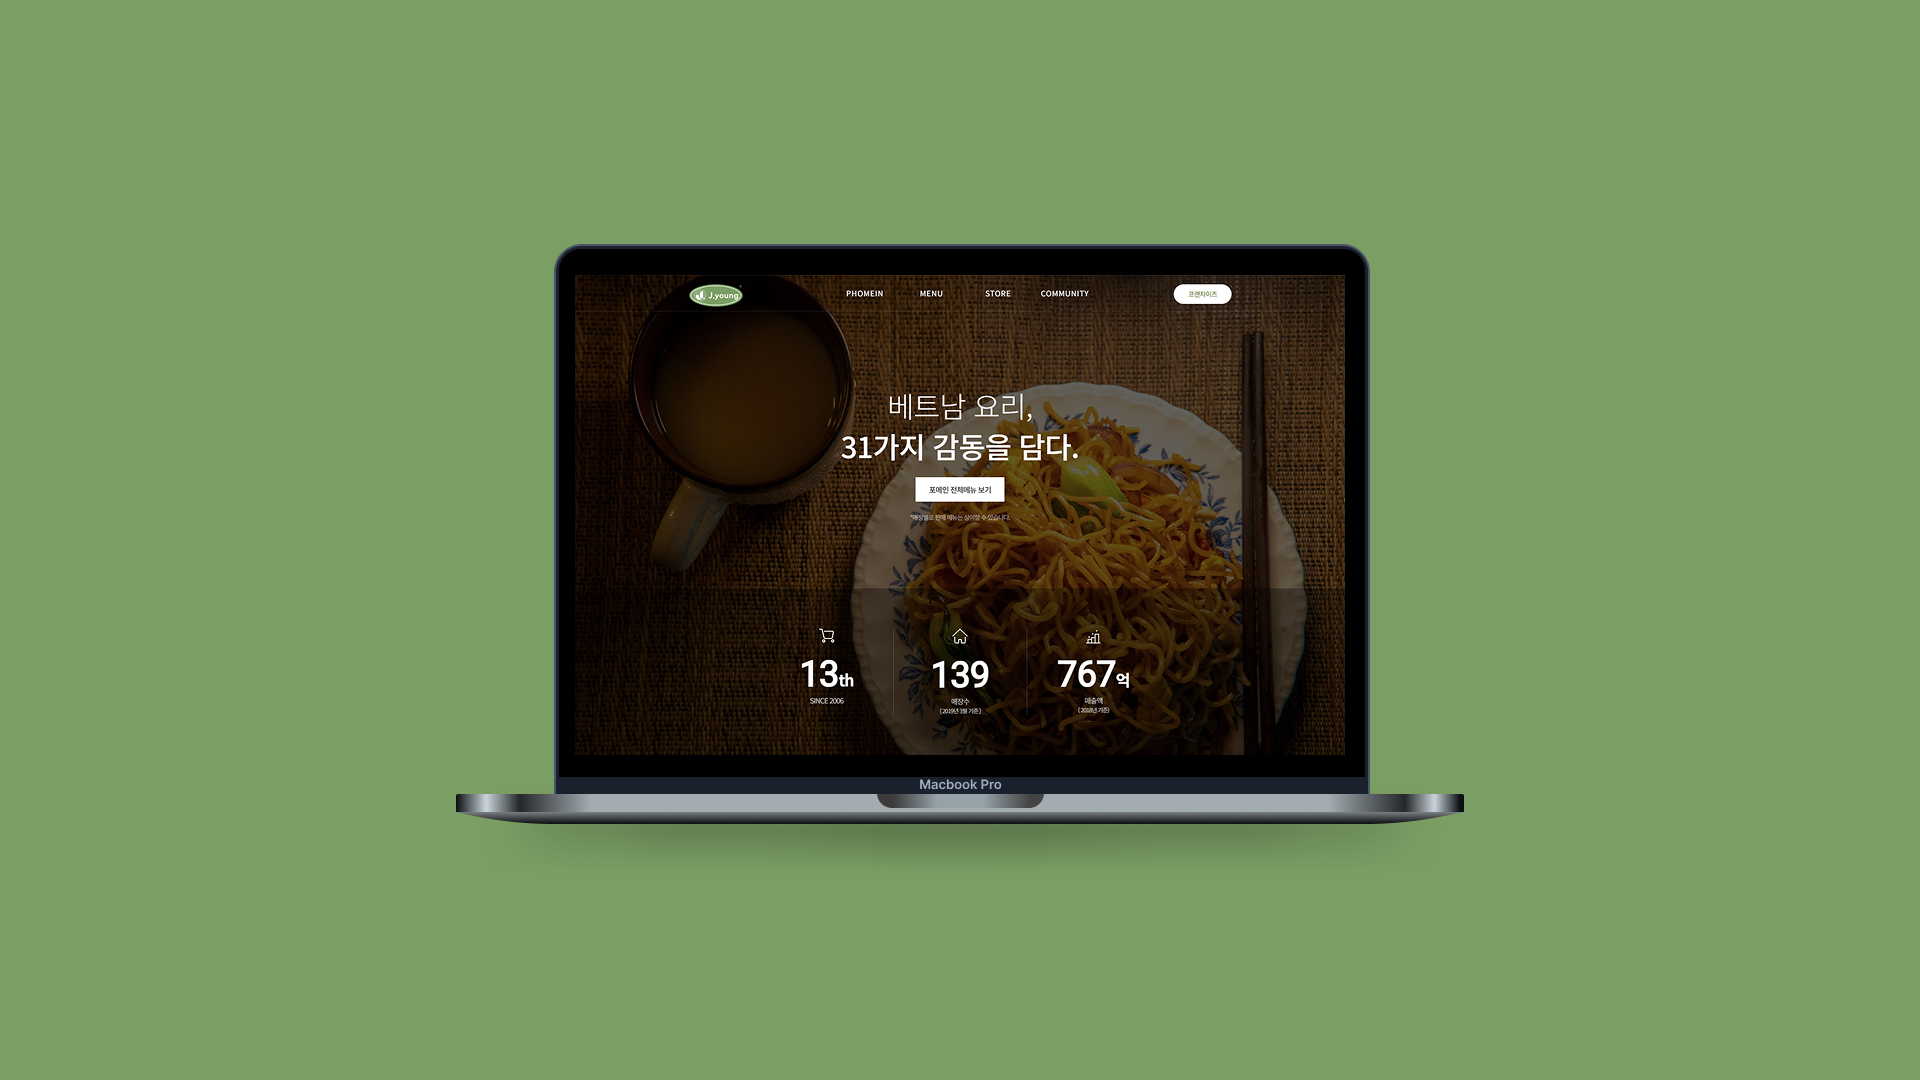 J.young
PHOMEIN
MENU
STORE
COMMUNITY
프랜차이즈
베트남 요리,
31가지 감동을 담다.
포메인 전체메뉴 보기
*매장별로 판매 메뉴는 상이할 수 있습니다.
13th
SINCE 2006
139
매장수
(2019년 3월 기준)
767억
매출액
(2018년 기준)
Macbook Pro